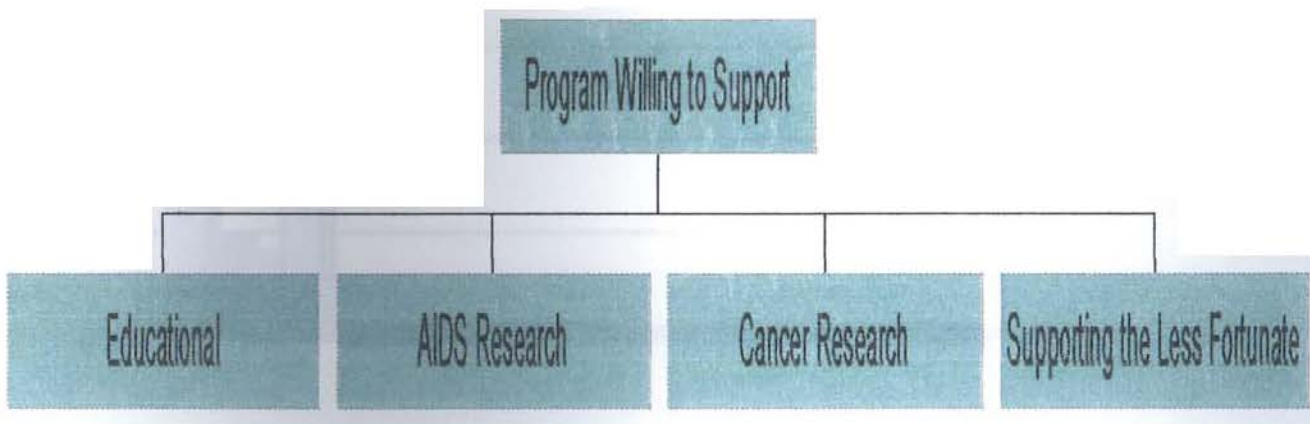 Program Willing to Support
Educational
AIDS Research
Cancer Research
Supporting the Less Fortunate